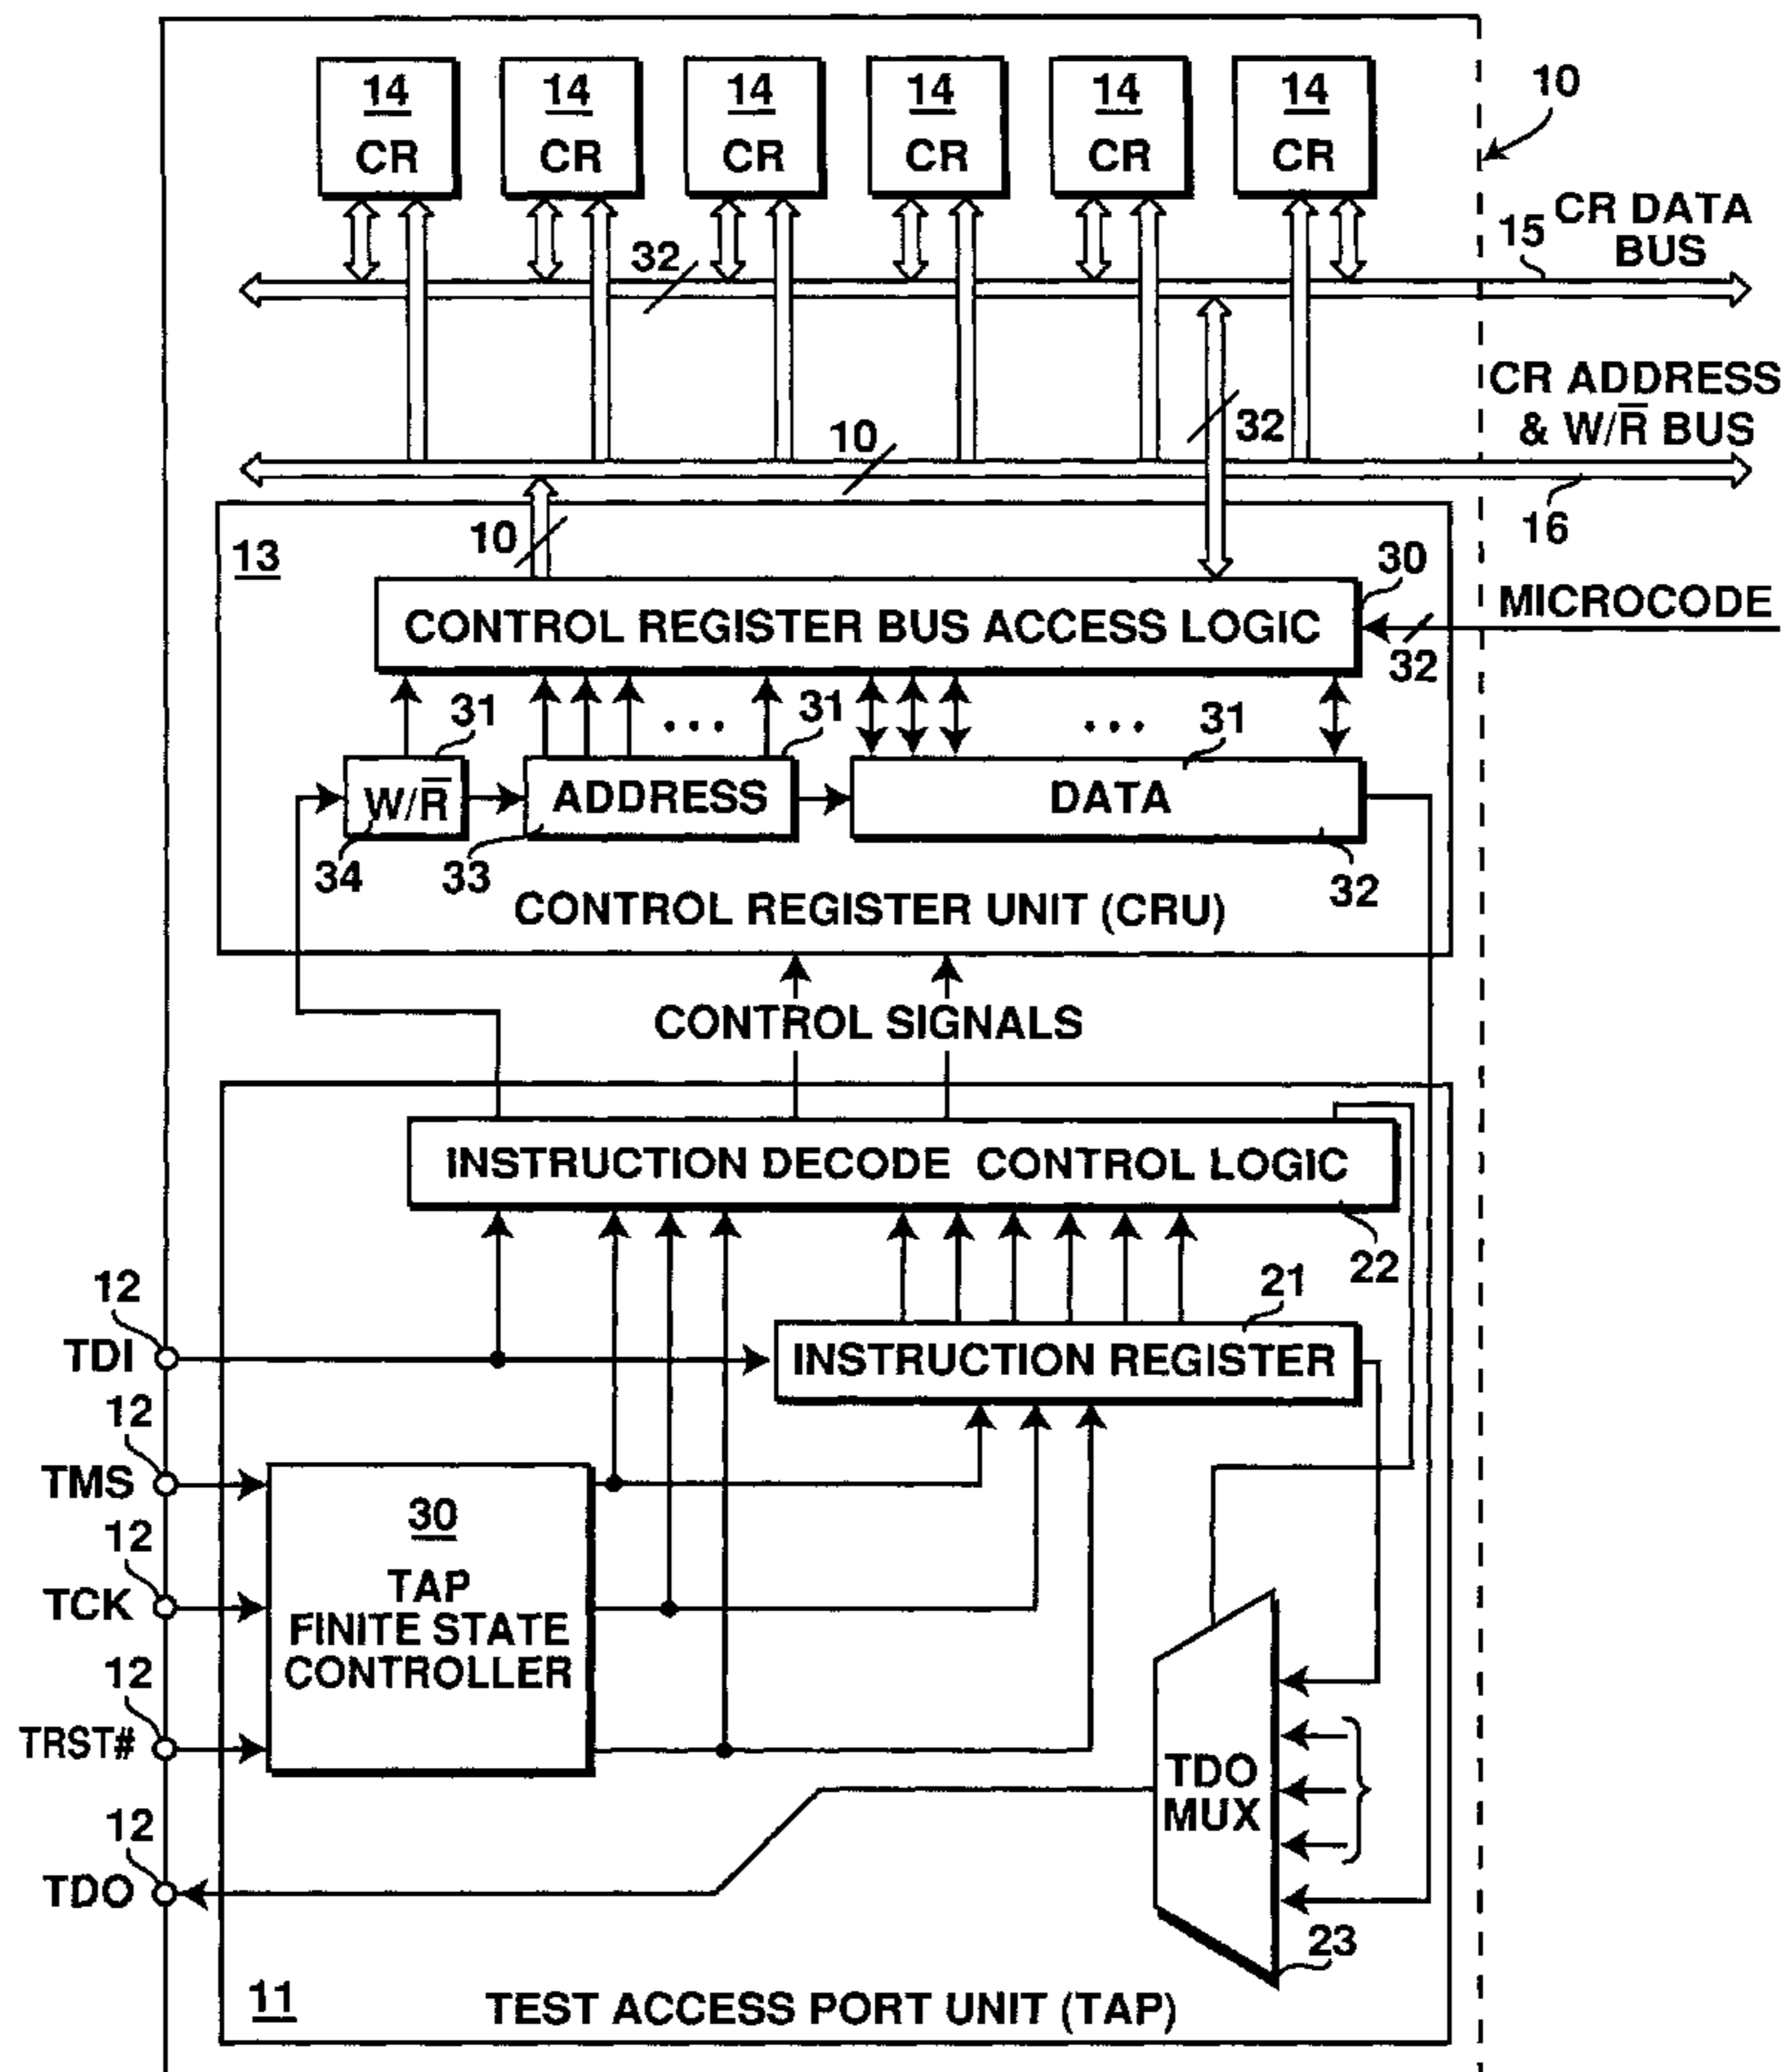 14 14 14 14 14 14
CR CR CR CR CR CR
10
CR DATA
BUS
15
32
CR ADDRESS
& W/R̅ BUS
32
10
16
13
10
30
CONTROL REGISTER BUS ACCESS LOGIC
MICROCODE
32
31 31 31
... ...
W/R̅ ADDRESS DATA
34 33 32
CONTROL REGISTER UNIT (CRU)
CONTROL SIGNALS
INSTRUCTION DECODE CONTROL LOGIC
22
12
TDI
21
INSTRUCTION REGISTER
12
TMS
30
TAP
FINITE STATE
CONTROLLER
12
TCK
12
TRST#
TDO
MUX
12
TDO
23
11
TEST ACCESS PORT UNIT (TAP)